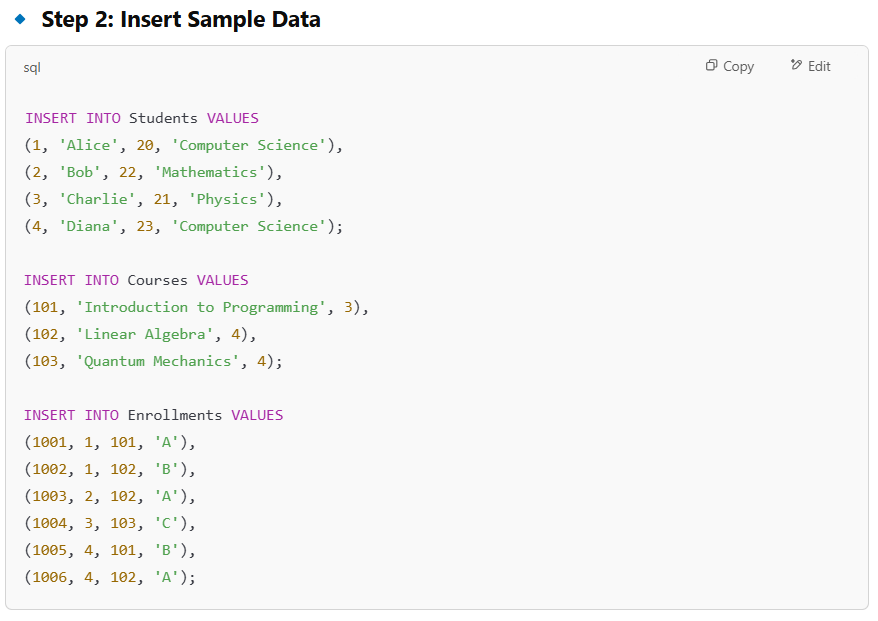 Step 2: Insert Sample Data
sql
Copy
Edit
INSERT INTO Students VALUES
(1, 'Alice', 20, 'Computer Science'),
(2, 'Bob', 22, 'Mathematics'),
(3, 'Charlie', 21, 'Physics'),
(4, 'Diana', 23, 'Computer Science');
INSERT INTO Courses VALUES
(101, 'Introduction to Programming', 3),
(102, 'Linear Algebra', 4),
(103, 'Quantum Mechanics', 4);
INSERT INTO Enrollments VALUES
(1001, 1, 101, 'A'),
(1002, 1, 102, 'B'),
(1003, 2, 102, 'A'),
(1004, 3, 103, 'C'),
(1005, 4, 101, 'B'),
(1006, 4, 102, 'A');